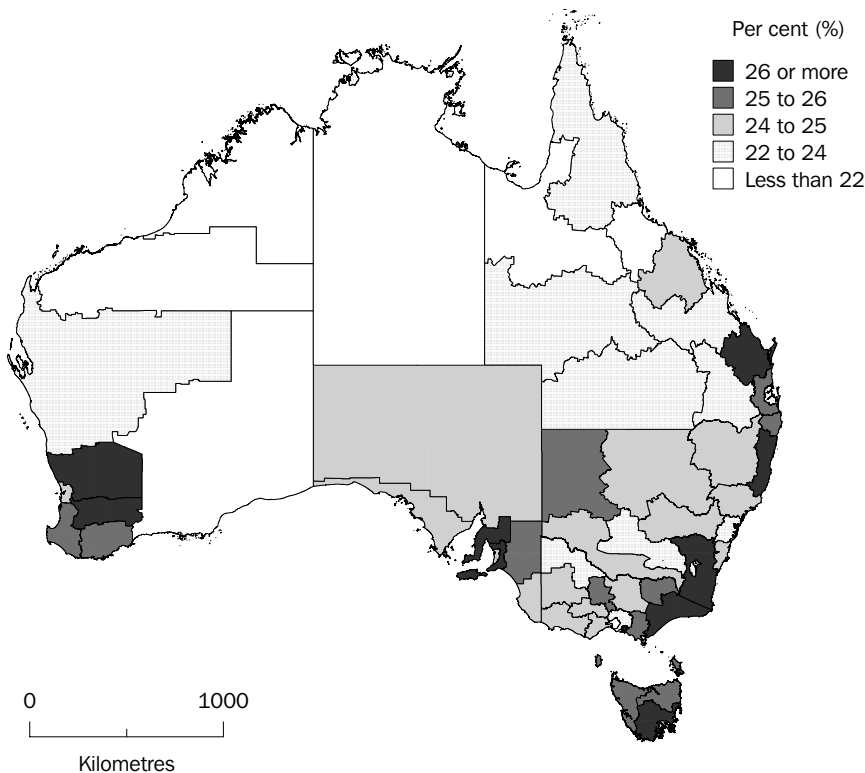 Per cent (%)
26 or more
25 to 26
24 to 25
22 to 24
Less than 22
0 1000
Kilometres